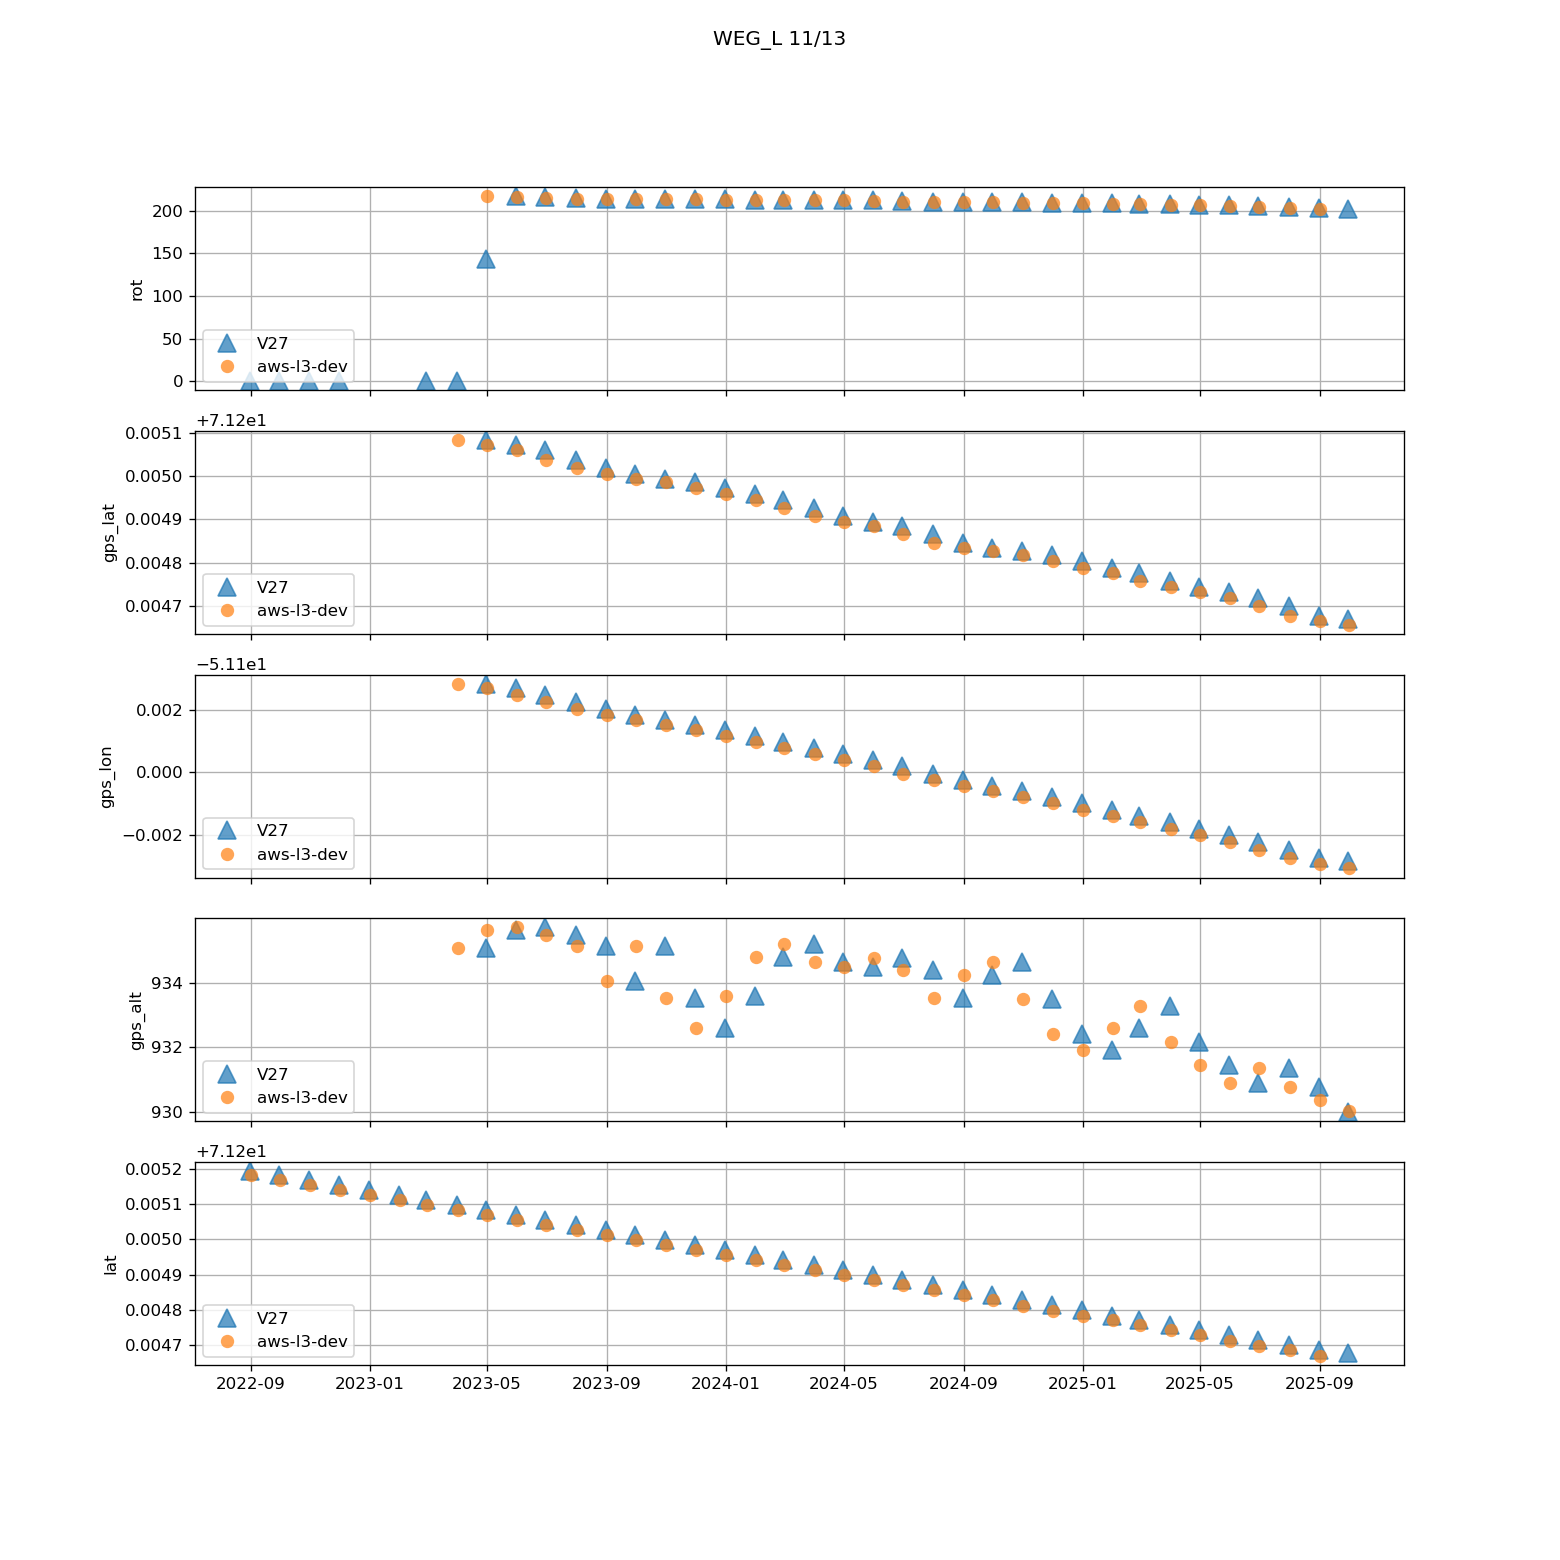 WEG_L 11/13
200
150
100
50
0
rot
V27
aws-l3-dev
+7.12e1
0.0051
0.0050
0.0049
0.0048
0.0047
gps_lat
V27
aws-l3-dev
−5.11e1
0.002
0.000
−0.002
gps_lon
V27
aws-l3-dev
934
932
930
gps_alt
V27
aws-l3-dev
+7.12e1
0.0052
0.0051
0.0050
0.0049
0.0048
0.0047
lat
V27
aws-l3-dev
2022-09 2023-01 2023-05 2023-09 2024-01 2024-05 2024-09 2025-01 2025-05 2025-09